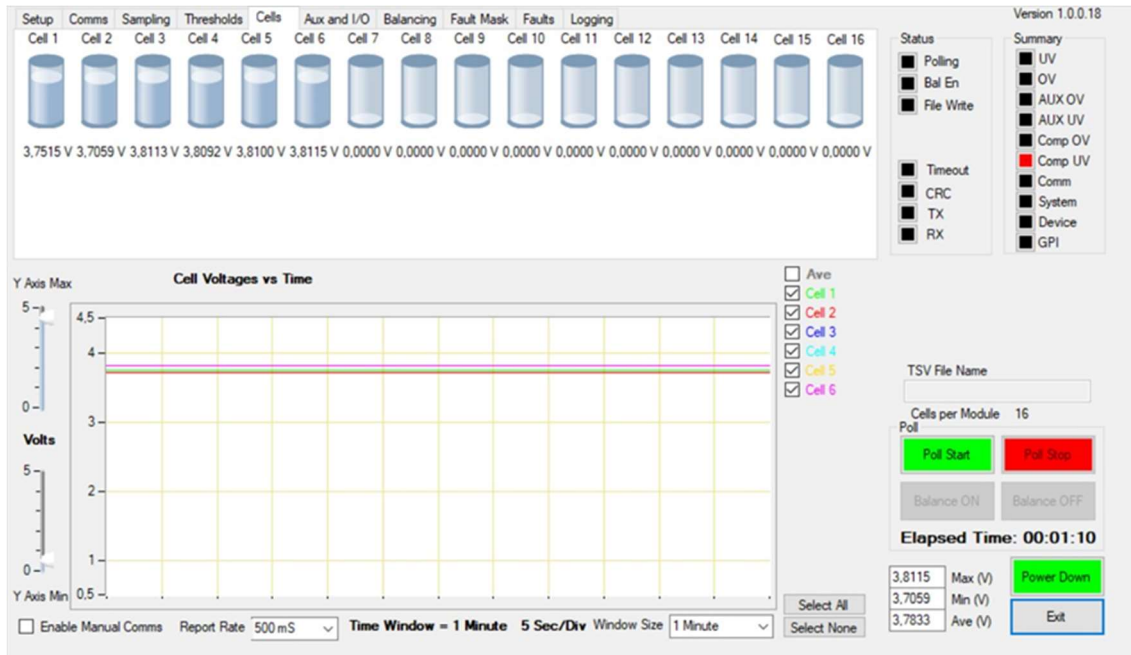 Setup Comms Sampling Thresholds Cells Aux and I/O Balancing Fault Mask Faults Logging
Version 1.0.0.18
Cell 1 Cell 2 Cell 3 Cell 4 Cell 5 Cell 6 Cell 7 Cell 8 Cell 9 Cell 10 Cell 11 Cell 12 Cell 13 Cell 14 Cell 15 Cell 16
3,7515 V 3,7059 V 3,8113 V 3,8092 V 3,8100 V 3,8115 V 0,0000 V 0,0000 V 0,0000 V 0,0000 V 0,0000 V 0,0000 V 0,0000 V 0,0000 V 0,0000 V 0,0000 V
Status
Polling
Bal En
File Write
Timeout
CRC
TX
RX
Summary
UV
OV
AUX OV
AUX UV
Comp OV
Comp UV
Comm
System
Device
GPI
Y Axis Max
5
0
Volts
5
0
Y Axis Min
Cell Voltages vs Time
4,5
4
3
2
1
0,5
Ave
Cell 1
Cell 2
Cell 3
Cell 4
Cell 5
Cell 6
Select All
Select None
Enable Manual Comms Report Rate 500 mS Time Window = 1 Minute 5 Sec/Div Window Size 1 Minute
TSV File Name
Cells per Module 16
Poll
Poll Start Poll Stop
Balance ON Balance OFF
Elapsed Time: 00:01:10
3,8115 Max (V)
3,7059 Min (V)
3,7833 Ave (V)
Power Down
Exit